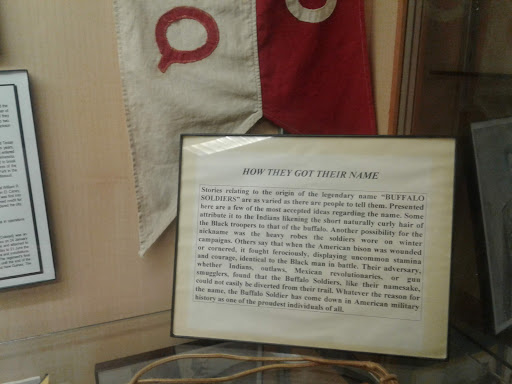 Q
HOW THEY GOT THEIR NAME
Stories relating to the origin of the legendary name "BUFFALO
SOLDIERS" are as varied as there are people to tell them. Presented
here are a few of the most accepted ideas regarding the name. Some
attribute it to the Indians likening the short naturally curly hair of
the Black troopers to that of the buffalo. Another possibility for the
nickname was the heavy robes the soldiers wore on winter
campaigns. Others say that when the American bison was wounded
or cornered, it fought ferociously, displaying uncommon stamina
and courage, identical to the Black man in battle. Their adversary,
whether Indians, outlaws, Mexican revolutionaries, or gun
smugglers, found that the Buffalo Soldiers, like their namesake,
could not easily be diverted from their trail. Whatever the reason for
the name, the Buffalo Soldier has come down in American military
history as one of the proudest individuals of all.